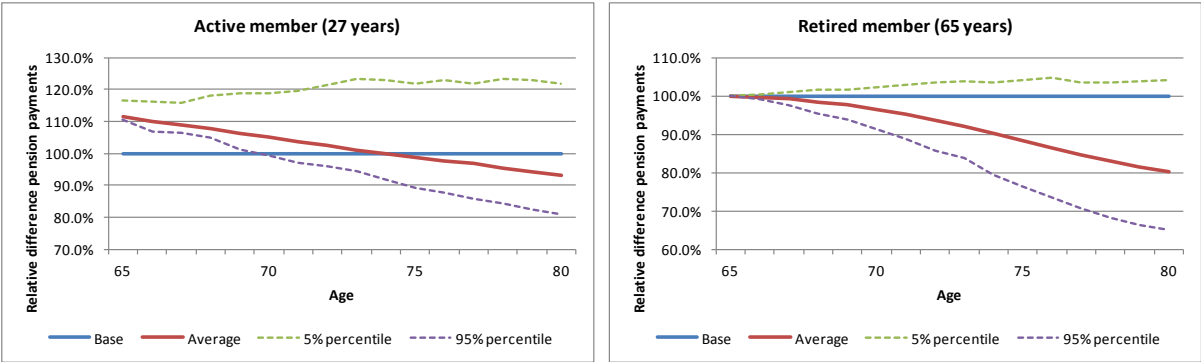 Active member (27 years)
Relative difference pension payments
130.0%
120.0%
110.0%
100.0%
90.0%
80.0%
70.0%
65
70
75
80
Age
Base
Average
5% percentile
95% percentile
Retired member (65 years)
Relative difference pension payments
110.0%
100.0%
90.0%
80.0%
70.0%
60.0%
65
70
75
80
Age
Base
Average
5% percentile
95% percentile